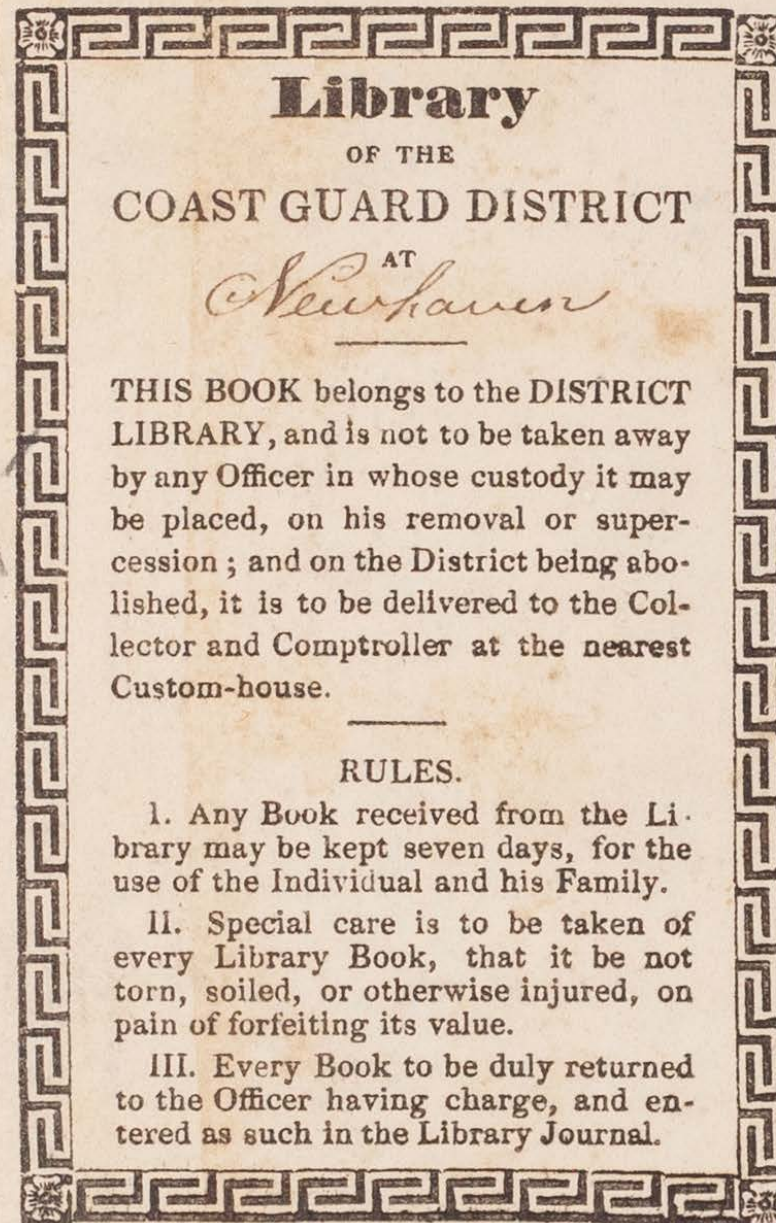 Library
OF THE
COAST GUARD DISTRICT
AT
Newhaven
THIS BOOK belongs to the DISTRICT
LIBRARY, and is not to be taken away
by any Officer in whose custody it may
be placed, on his removal or super-
cession ; and on the District being abo-
lished, it is to be delivered to the Col-
lector and Comptroller at the nearest
Custom-house.
RULES.
I. Any Book received from the Li-
brary may be kept seven days, for the
use of the Individual and his Family.
II. Special care is to be taken of
every Library Book, that it be not
torn, soiled, or otherwise injured, on
pain of forfeiting its value.
III. Every Book to be duly returned
to the Officer having charge, and en-
tered as such in the Library Journal.